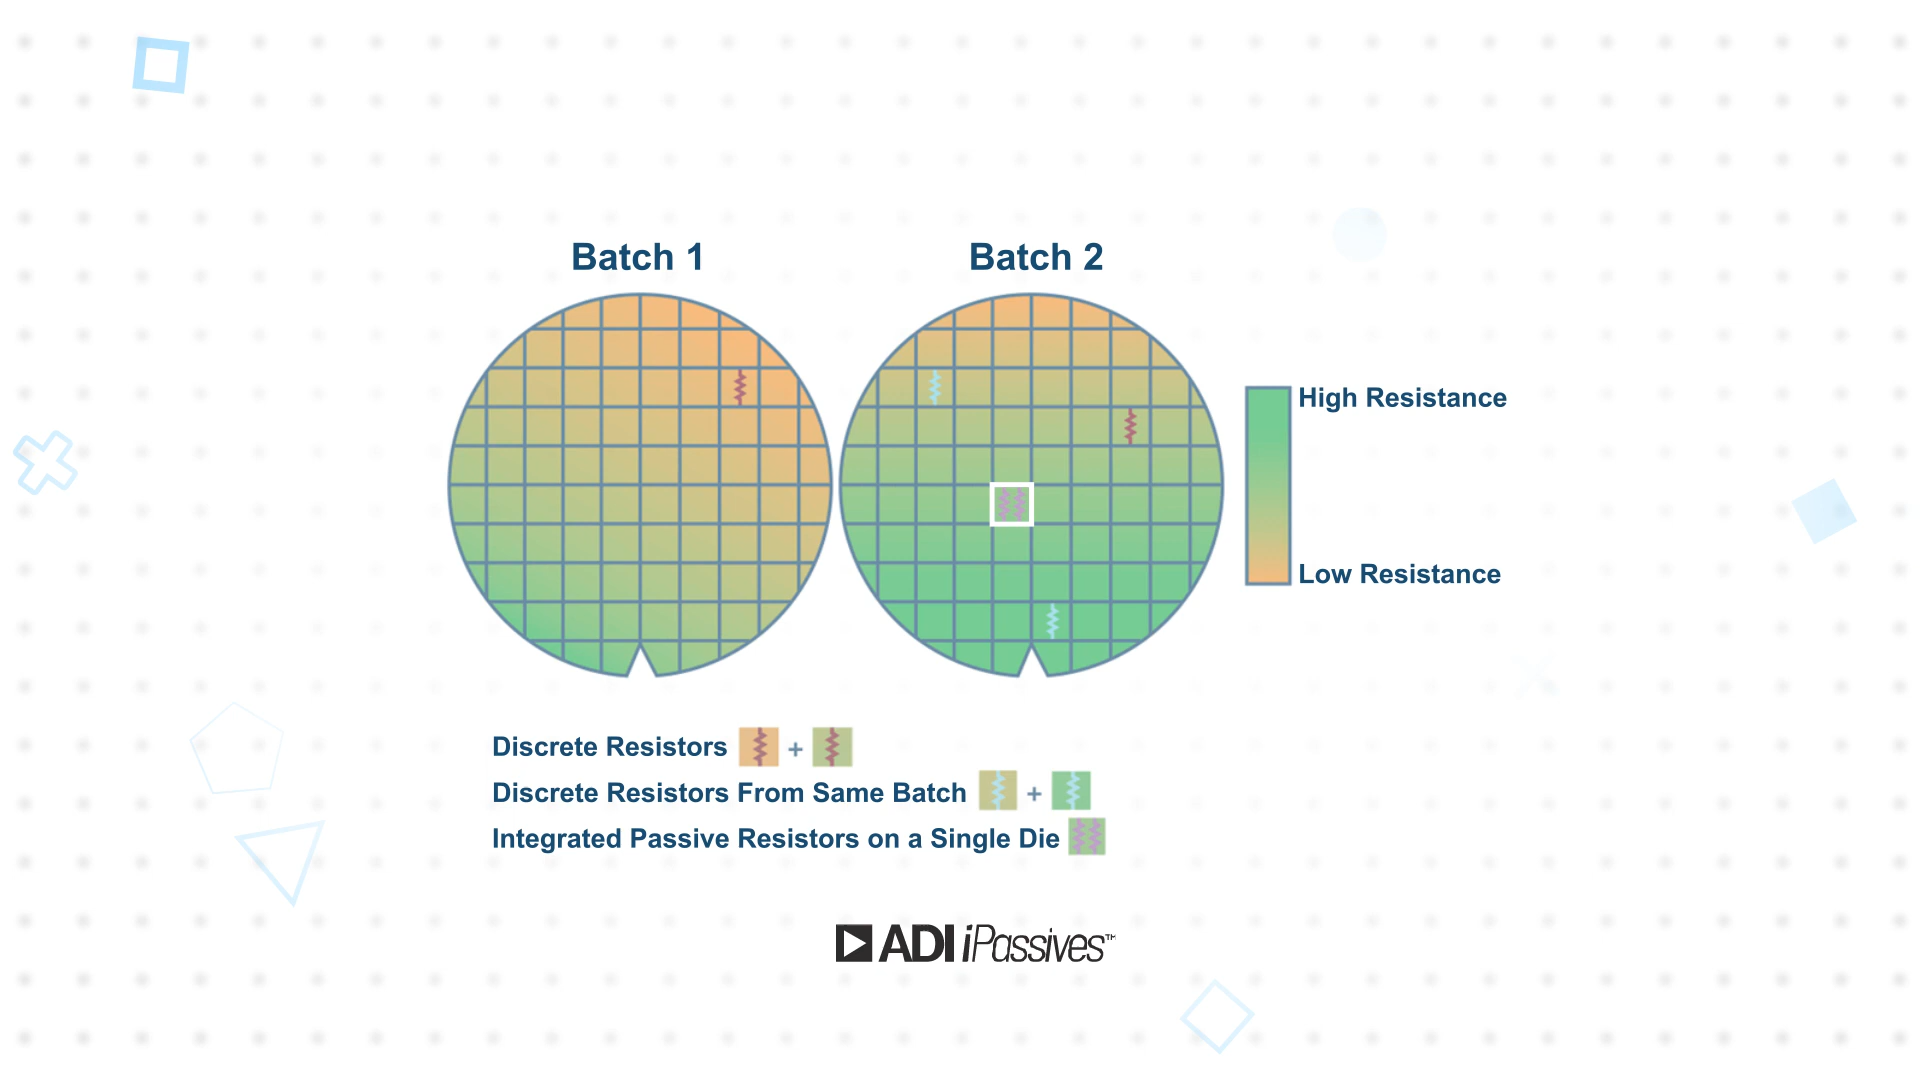 Batch 1
Batch 2
High Resistance
Low Resistance
Discrete Resistors +
Discrete Resistors From Same Batch +
Integrated Passive Resistors on a Single Die
ADI iPassives™